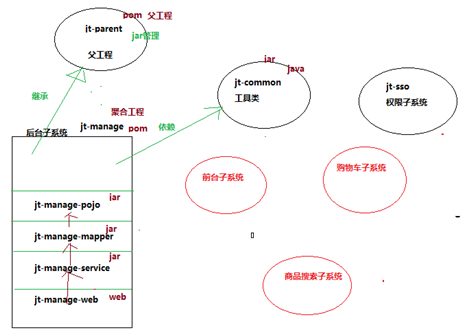 pom 父工程
jt-parent
jar管理
父工程
jar
java
jt-common
工具类
jt-sso
权限子系统
继承
聚合工程
后台子系统
jt-manage
pom
依赖
前台子系统
购物车子系统
jar
jt-manage-pojo
jar
jt-manage-mapper
jar
jt-manage-service
jt-manage-web
web
商品搜索子系统